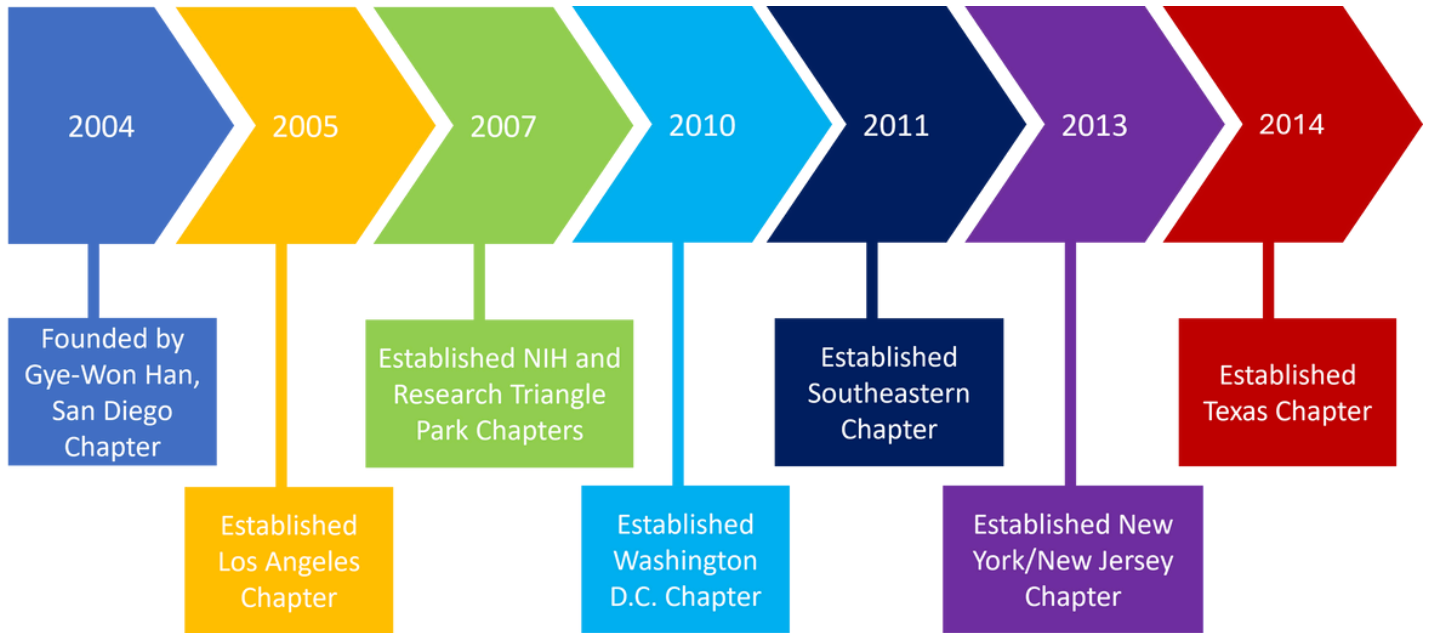 2004
2005
2007
2010
2011
2013
2014
Founded by
Gye-Won Han,
San Diego
Chapter
Established
Los Angeles
Chapter
Established NIH and
Research Triangle
Park Chapters
Established
Washington
D.C. Chapter
Established
Southeastern
Chapter
Established New
York/New Jersey
Chapter
Established
Texas Chapter